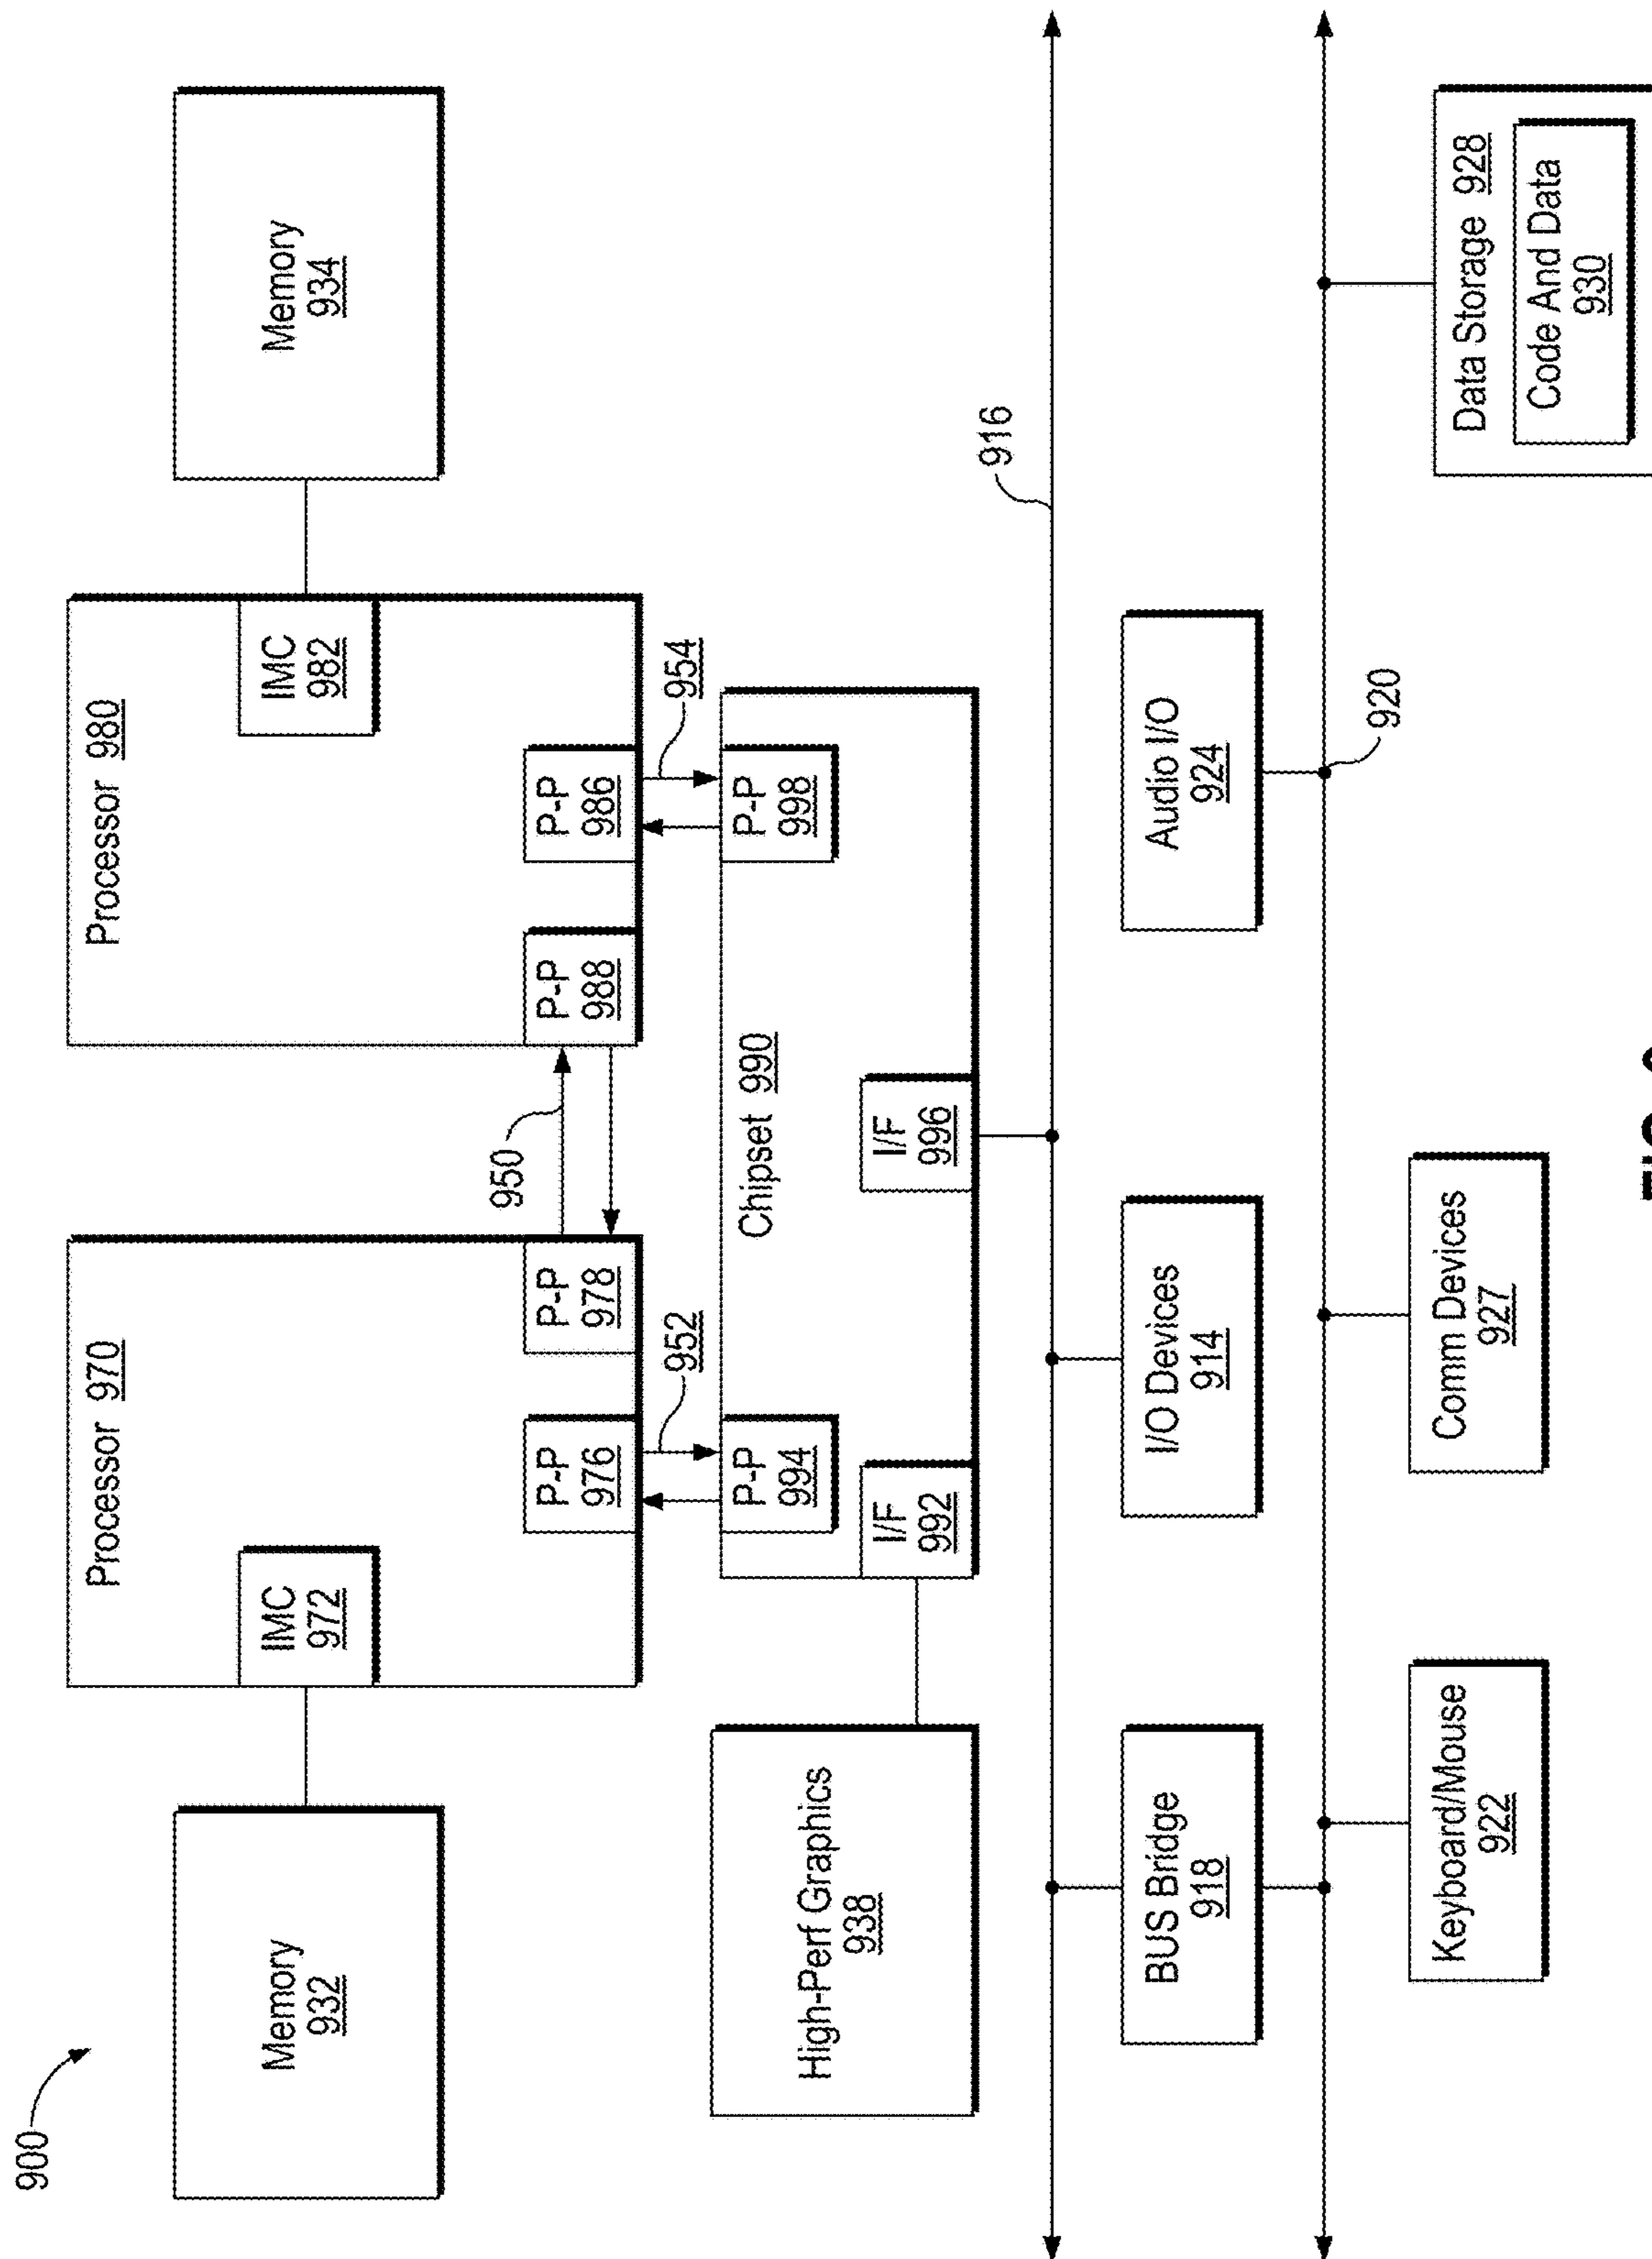 900
Memory
932
Processor 970
IMC
972
P-P
976
P-P
978
950
Processor 980
P-P
988
P-P
986
IMC
982
Memory
934
952
954
High-Perf Graphics
938
Chipset 990
P-P
994
P-P
998
I/F
992
I/F
996
916
BUS Bridge
918
I/O Devices
914
Audio I/O
924
920
Keyboard/Mouse
922
Comm Devices
927
Data Storage 928
Code And Data
930